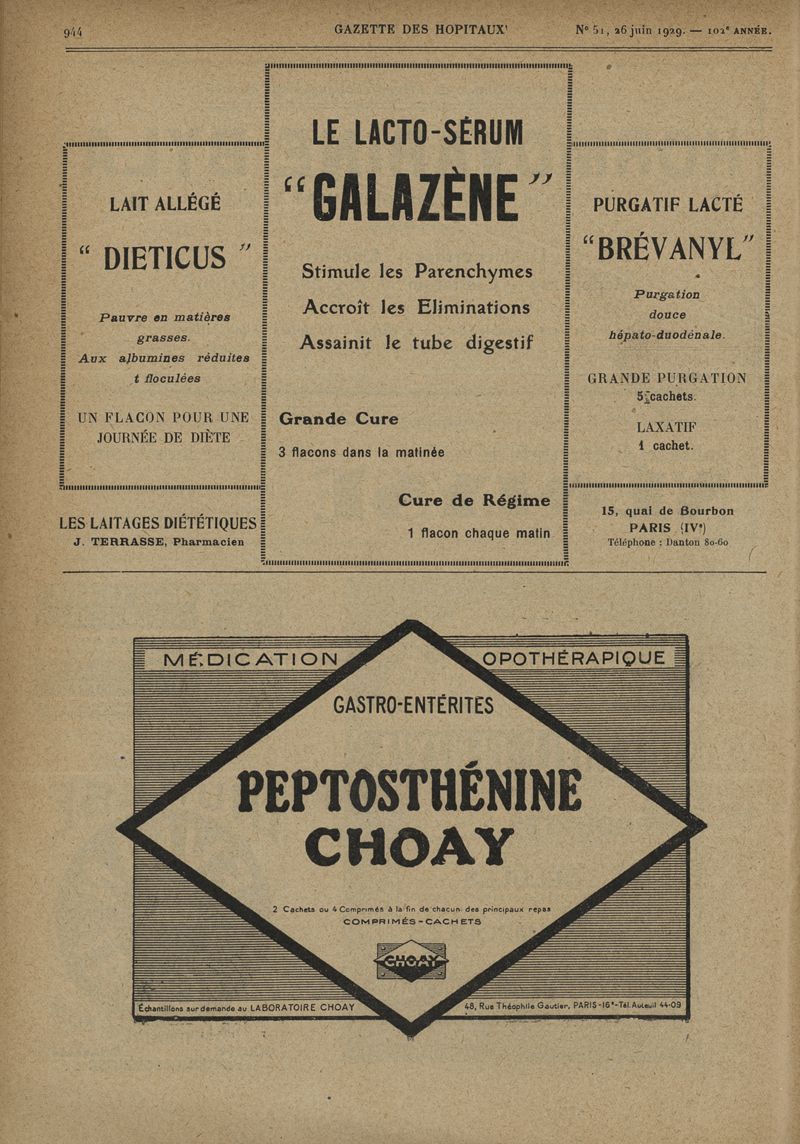 944
GAZETTE DES HOPITAUX
N° 51, 26 juin 1929. — 102e ANNÉE.
LAIT ALLÉGÉ
“ DIETICUS ”
Pauvre en matières
grasses.
Aux albumines réduites
t floculées
UN FLACON POUR UNE
JOURNÉE DE DIÈTE
LES LAITAGES DIÉTÉTIQUES
J. TERRASSE, Pharmacien
LE LACTO-SÉRUM
“GALAZÈNE”
Stimule les Parenchymes
Accroît les Eliminations
Assainit le tube digestif
Grande Cure
3 flacons dans la matinée
Cure de Régime
1 flacon chaque matin
PURGATIF LACTÉ
“BRÉVANYL”
Purgation
douce
hépato-duodénale.
GRANDE PURGATION
5 cachets.
LAXATIF
1 cachet.
15, quai de Bourbon
PARIS (IVe)
Téléphone : Danton 80-60
MÉDICATION OPOTHÉRAPIQUE
GASTRO-ENTÉRITES
PEPTOSTHÉNINE
CHOAY
2 Cachets ou 4 Comprimés à la fin de chacun des principaux repas
COMPRIMÉS - CACHETS
CHOAY
Échantillons sur demande au LABORATOIRE CHOAY
48, Rue Théophile Gautier, PARIS-16e-Tél. Auteuil 44-09